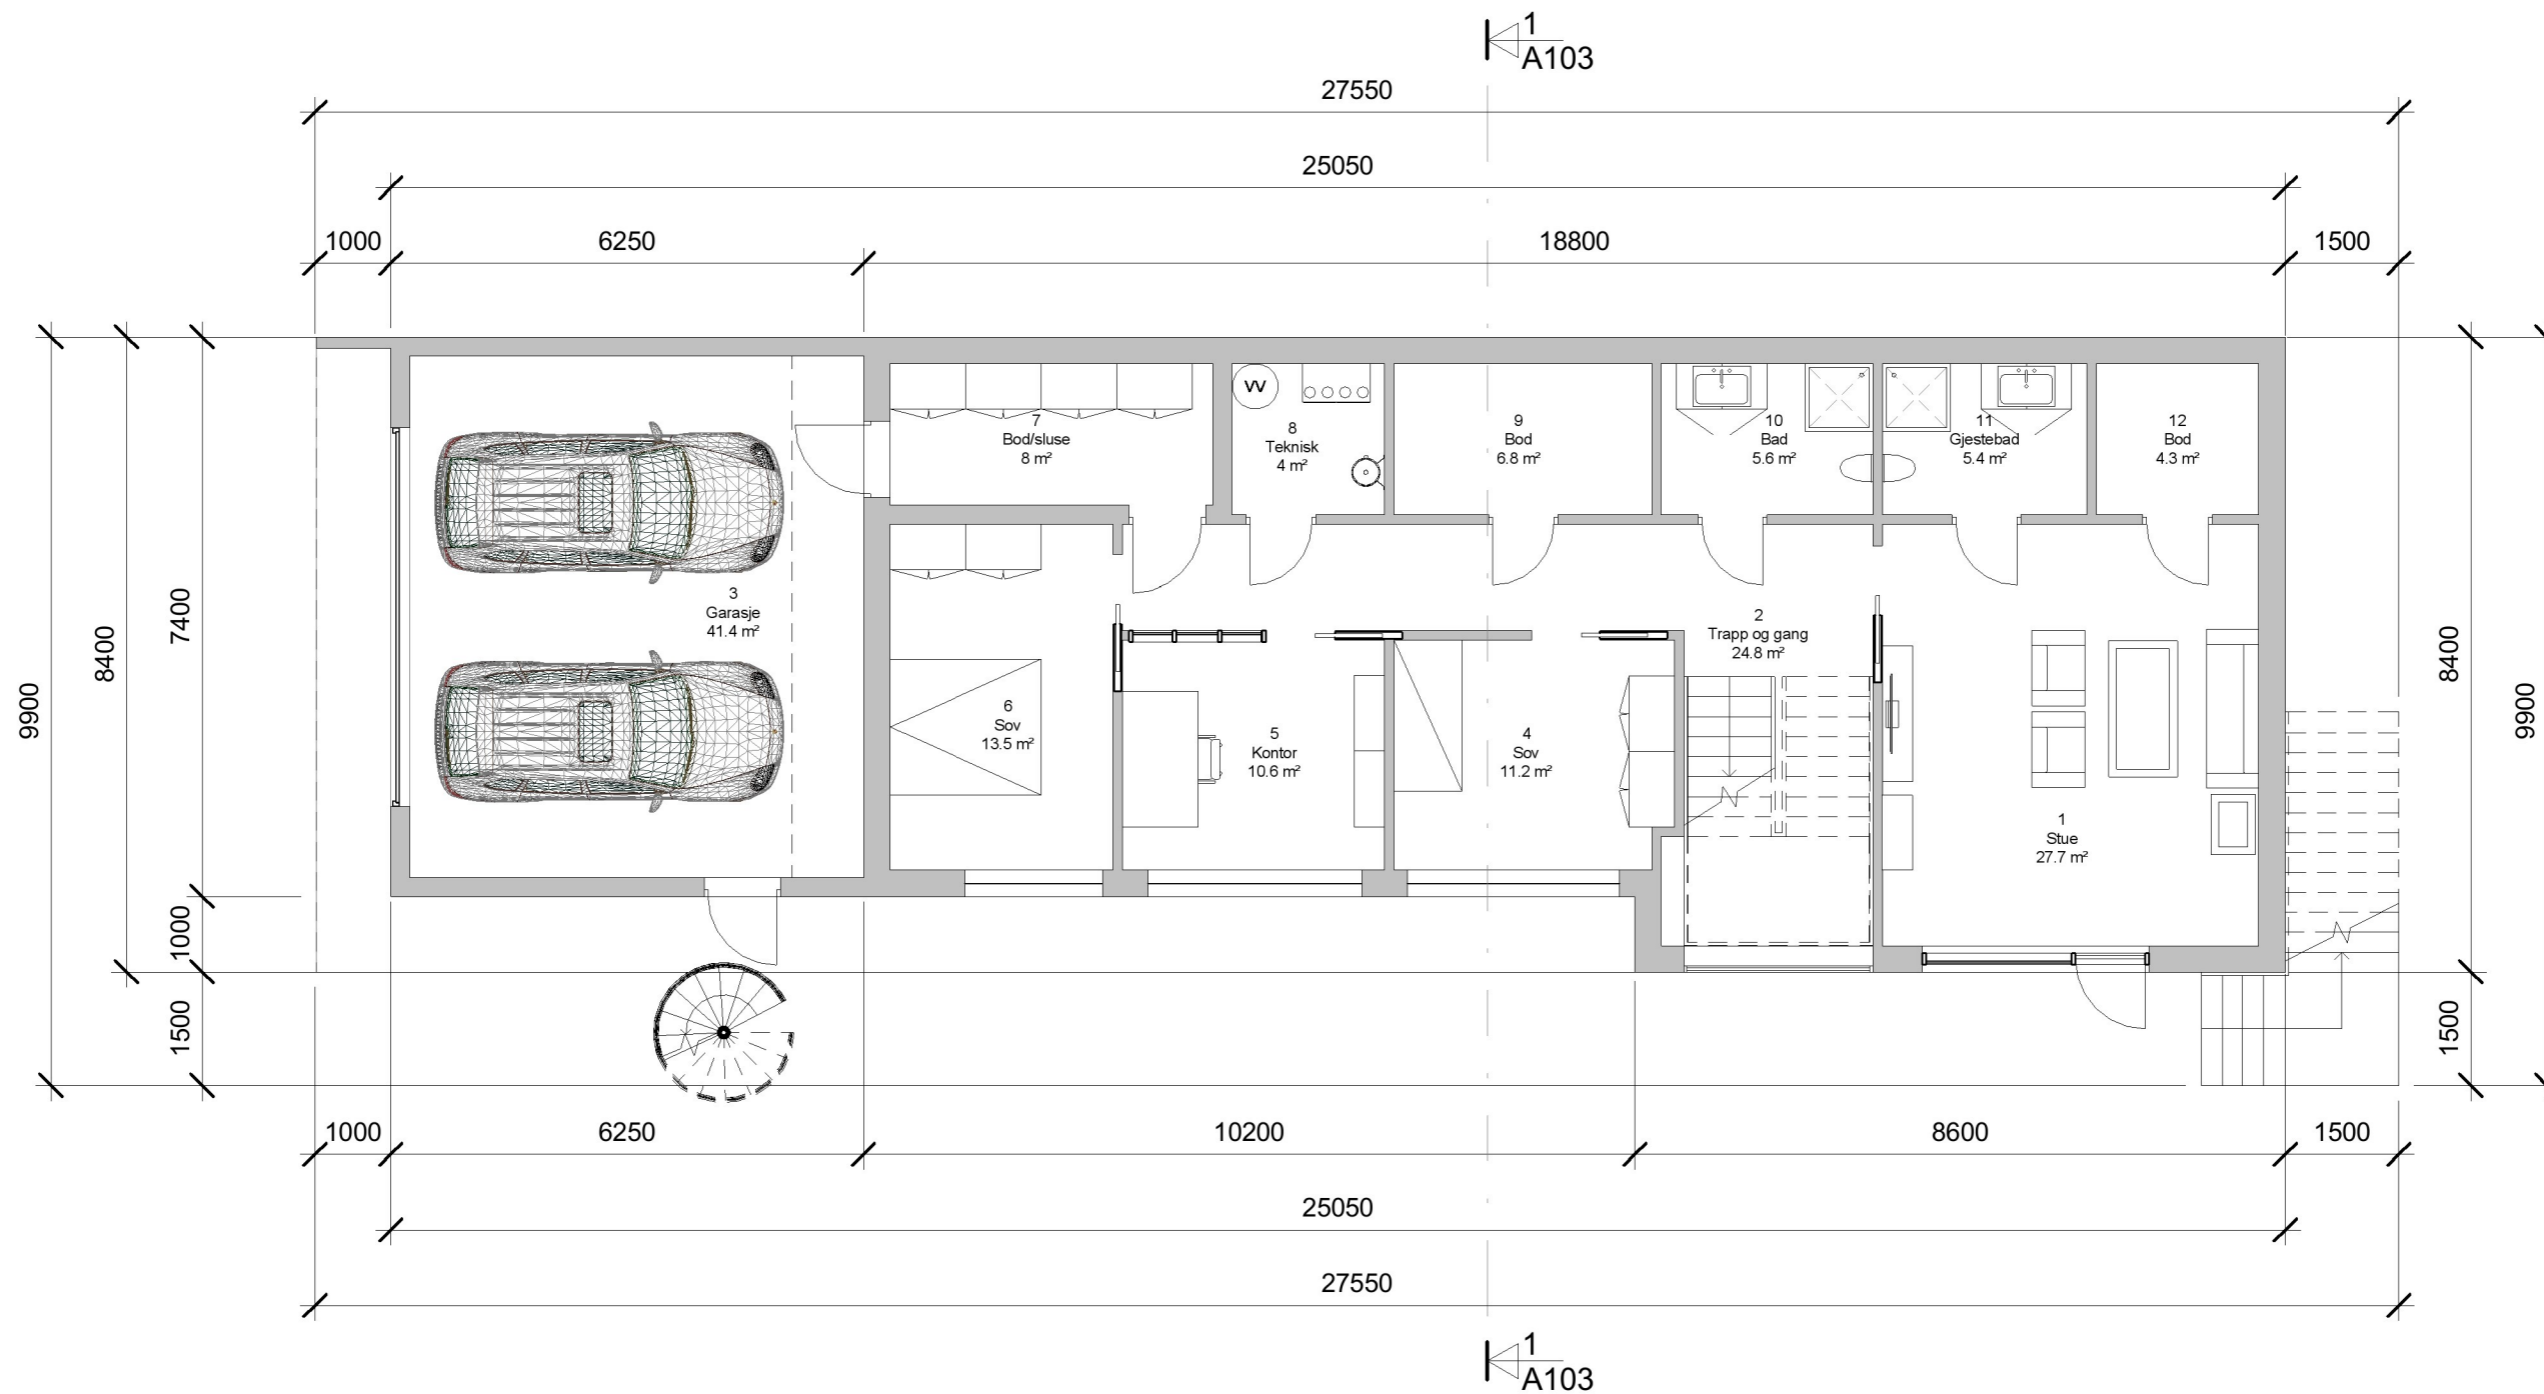 1
A103
27550
25050
1000
6250
18800
1500
9900
8400
7400
1000
1500
8400
9900
1500
VV
7
Bod/sluse
8 m²
8
Teknisk
4 m²
9
Bod
6.8 m²
10
Bad
5.6 m²
11
Gjestebad
5.4 m²
12
Bod
4.3 m²
3
Garasje
41.4 m²
2
Trapp og gang
24.8 m²
6
Sov
13.5 m²
5
Kontor
10.6 m²
4
Sov
11.2 m²
1
Stue
27.7 m²
1000
6250
10200
8600
1500
25050
27550
1
A103